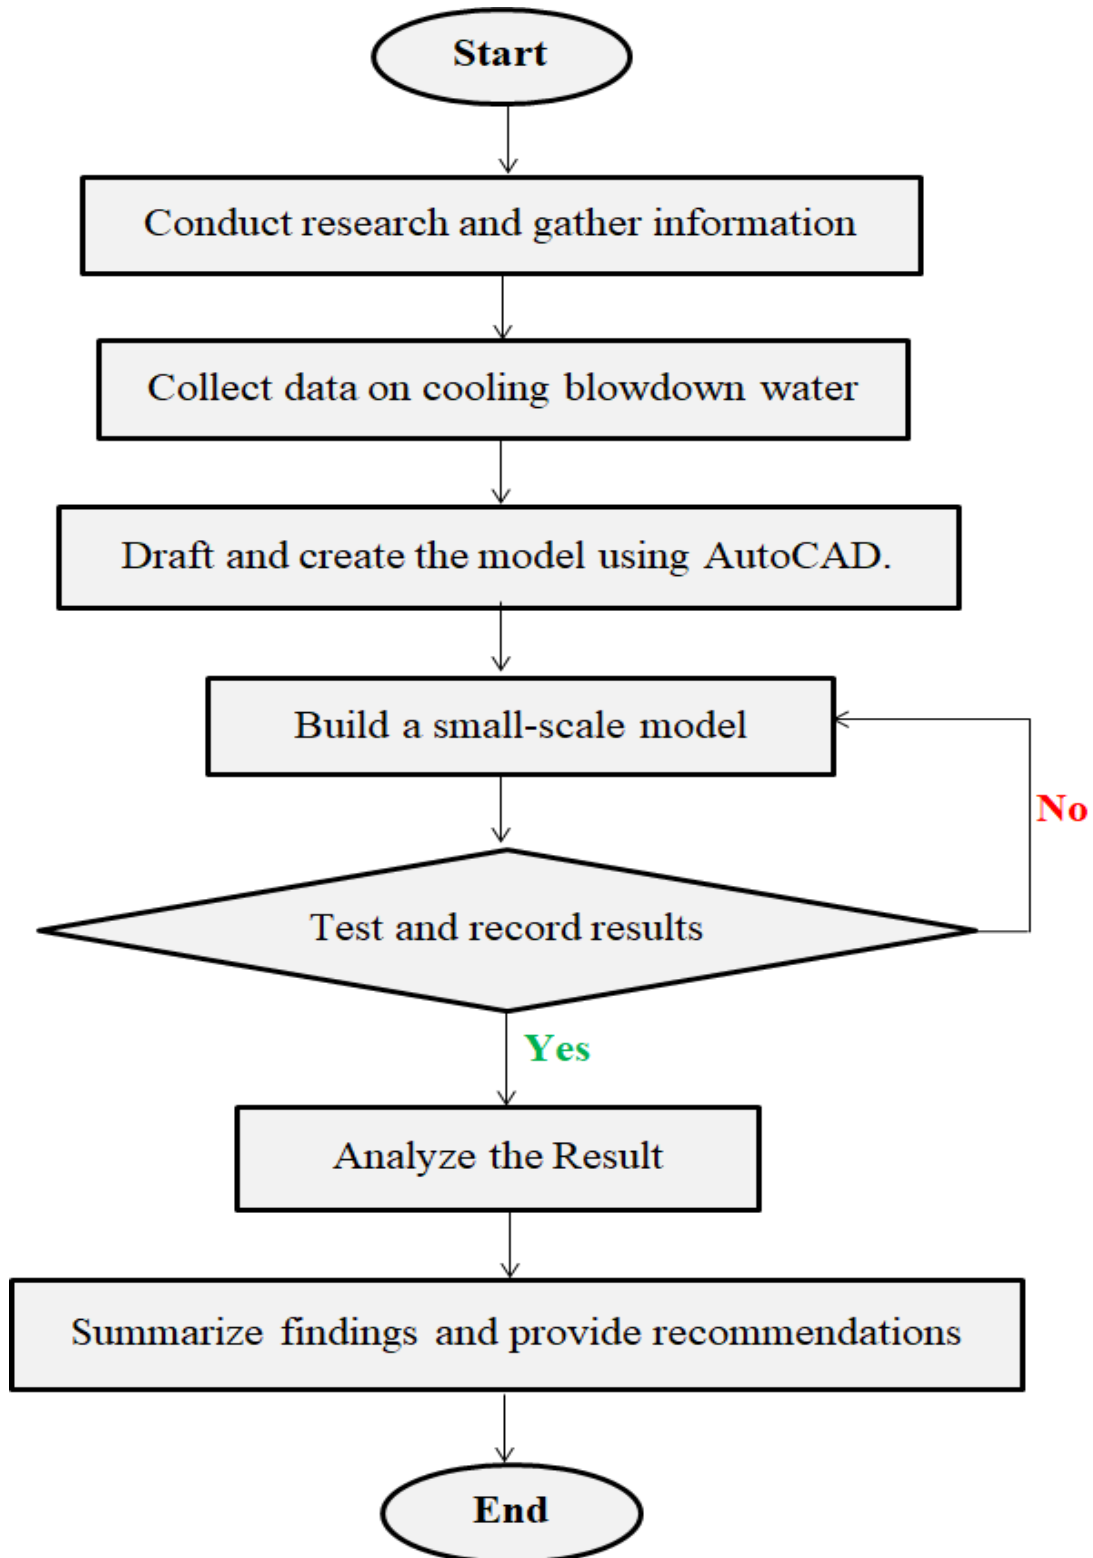 Start
Conduct research and gather information
Collect data on cooling blowdown water
Draft and create the model using AutoCAD.
Build a small-scale model
No
Test and record results
Yes
Analyze the Result
Summarize findings and provide recommendations
End